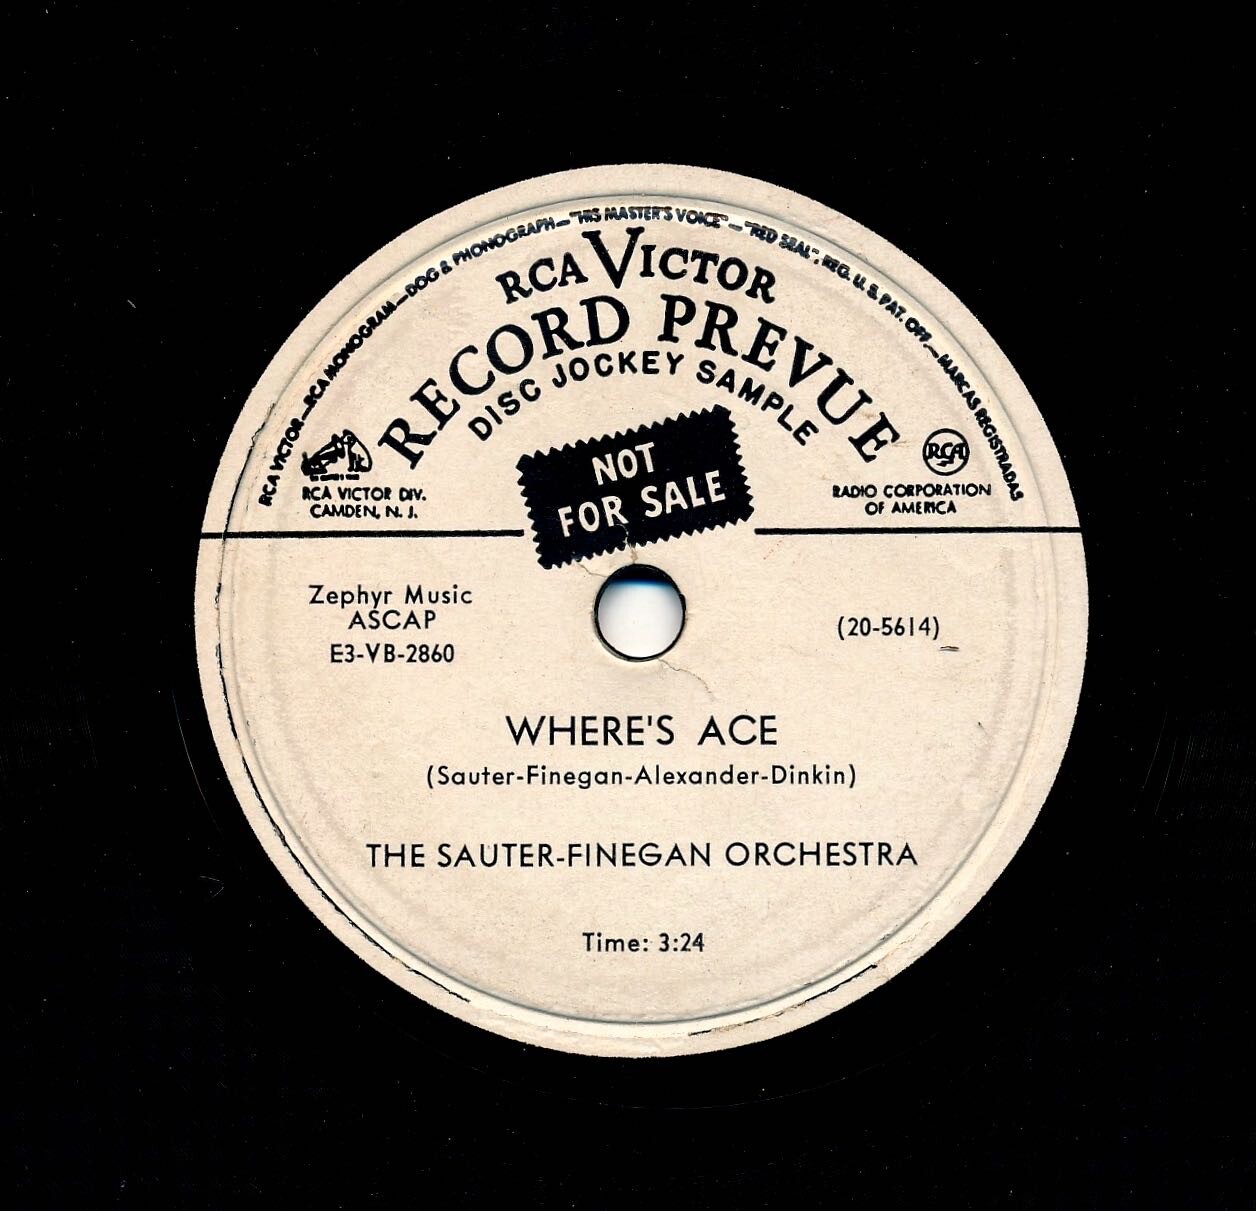 RCA VICTOR—RCA MONOGRAM—DOG & PHONOGRAPH—"HIS MASTER'S VOICE"—"RED SEAL", REG. U. S. PAT. OFF.—MARCAS REGISTRADAS
RCA VICTOR
RECORD PREVUE
DISC JOCKEY SAMPLE
NOT
FOR SALE
RCA VICTOR DIV.
CAMDEN, N. J.
RCA
RADIO CORPORATION
OF AMERICA
Zephyr Music
ASCAP
E3-VB-2860
(20-5614)
WHERE'S ACE
(Sauter-Finegan-Alexander-Dinkin)
THE SAUTER-FINEGAN ORCHESTRA
Time: 3:24